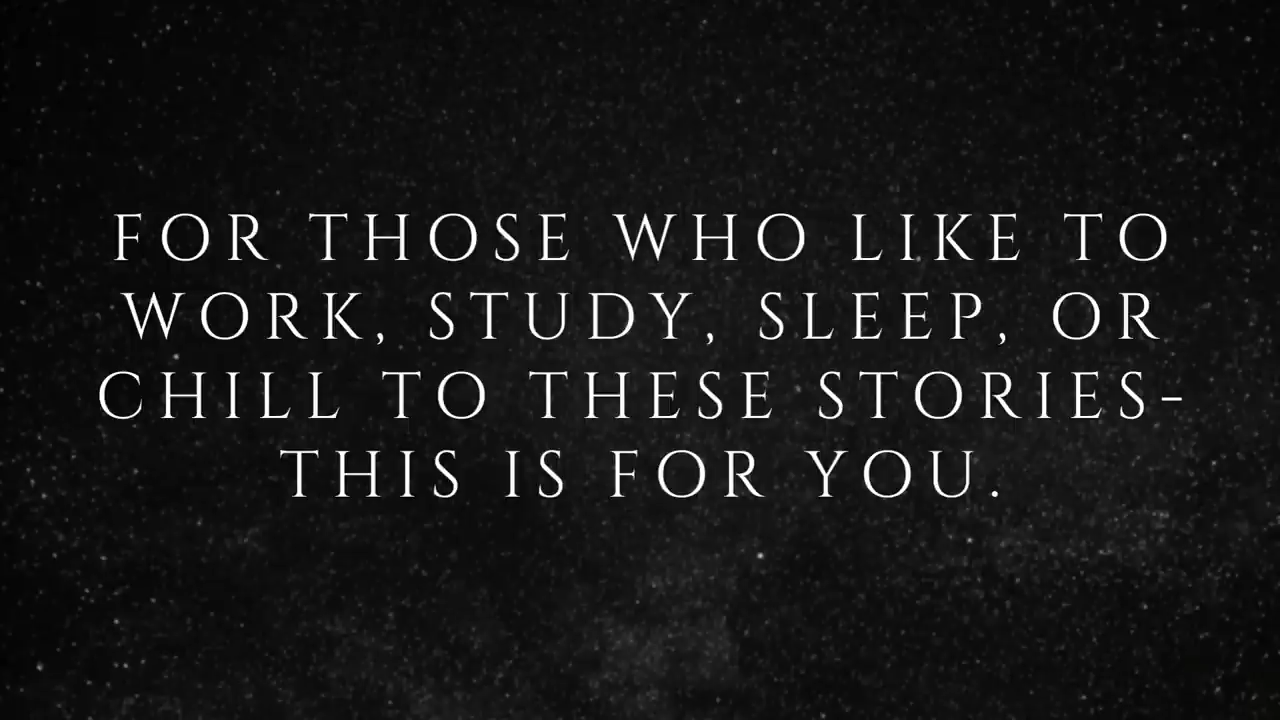 FOR THOSE WHO LIKE TO
WORK, STUDY, SLEEP, OR
CHILL TO THESE STORIES-
THIS IS FOR YOU.